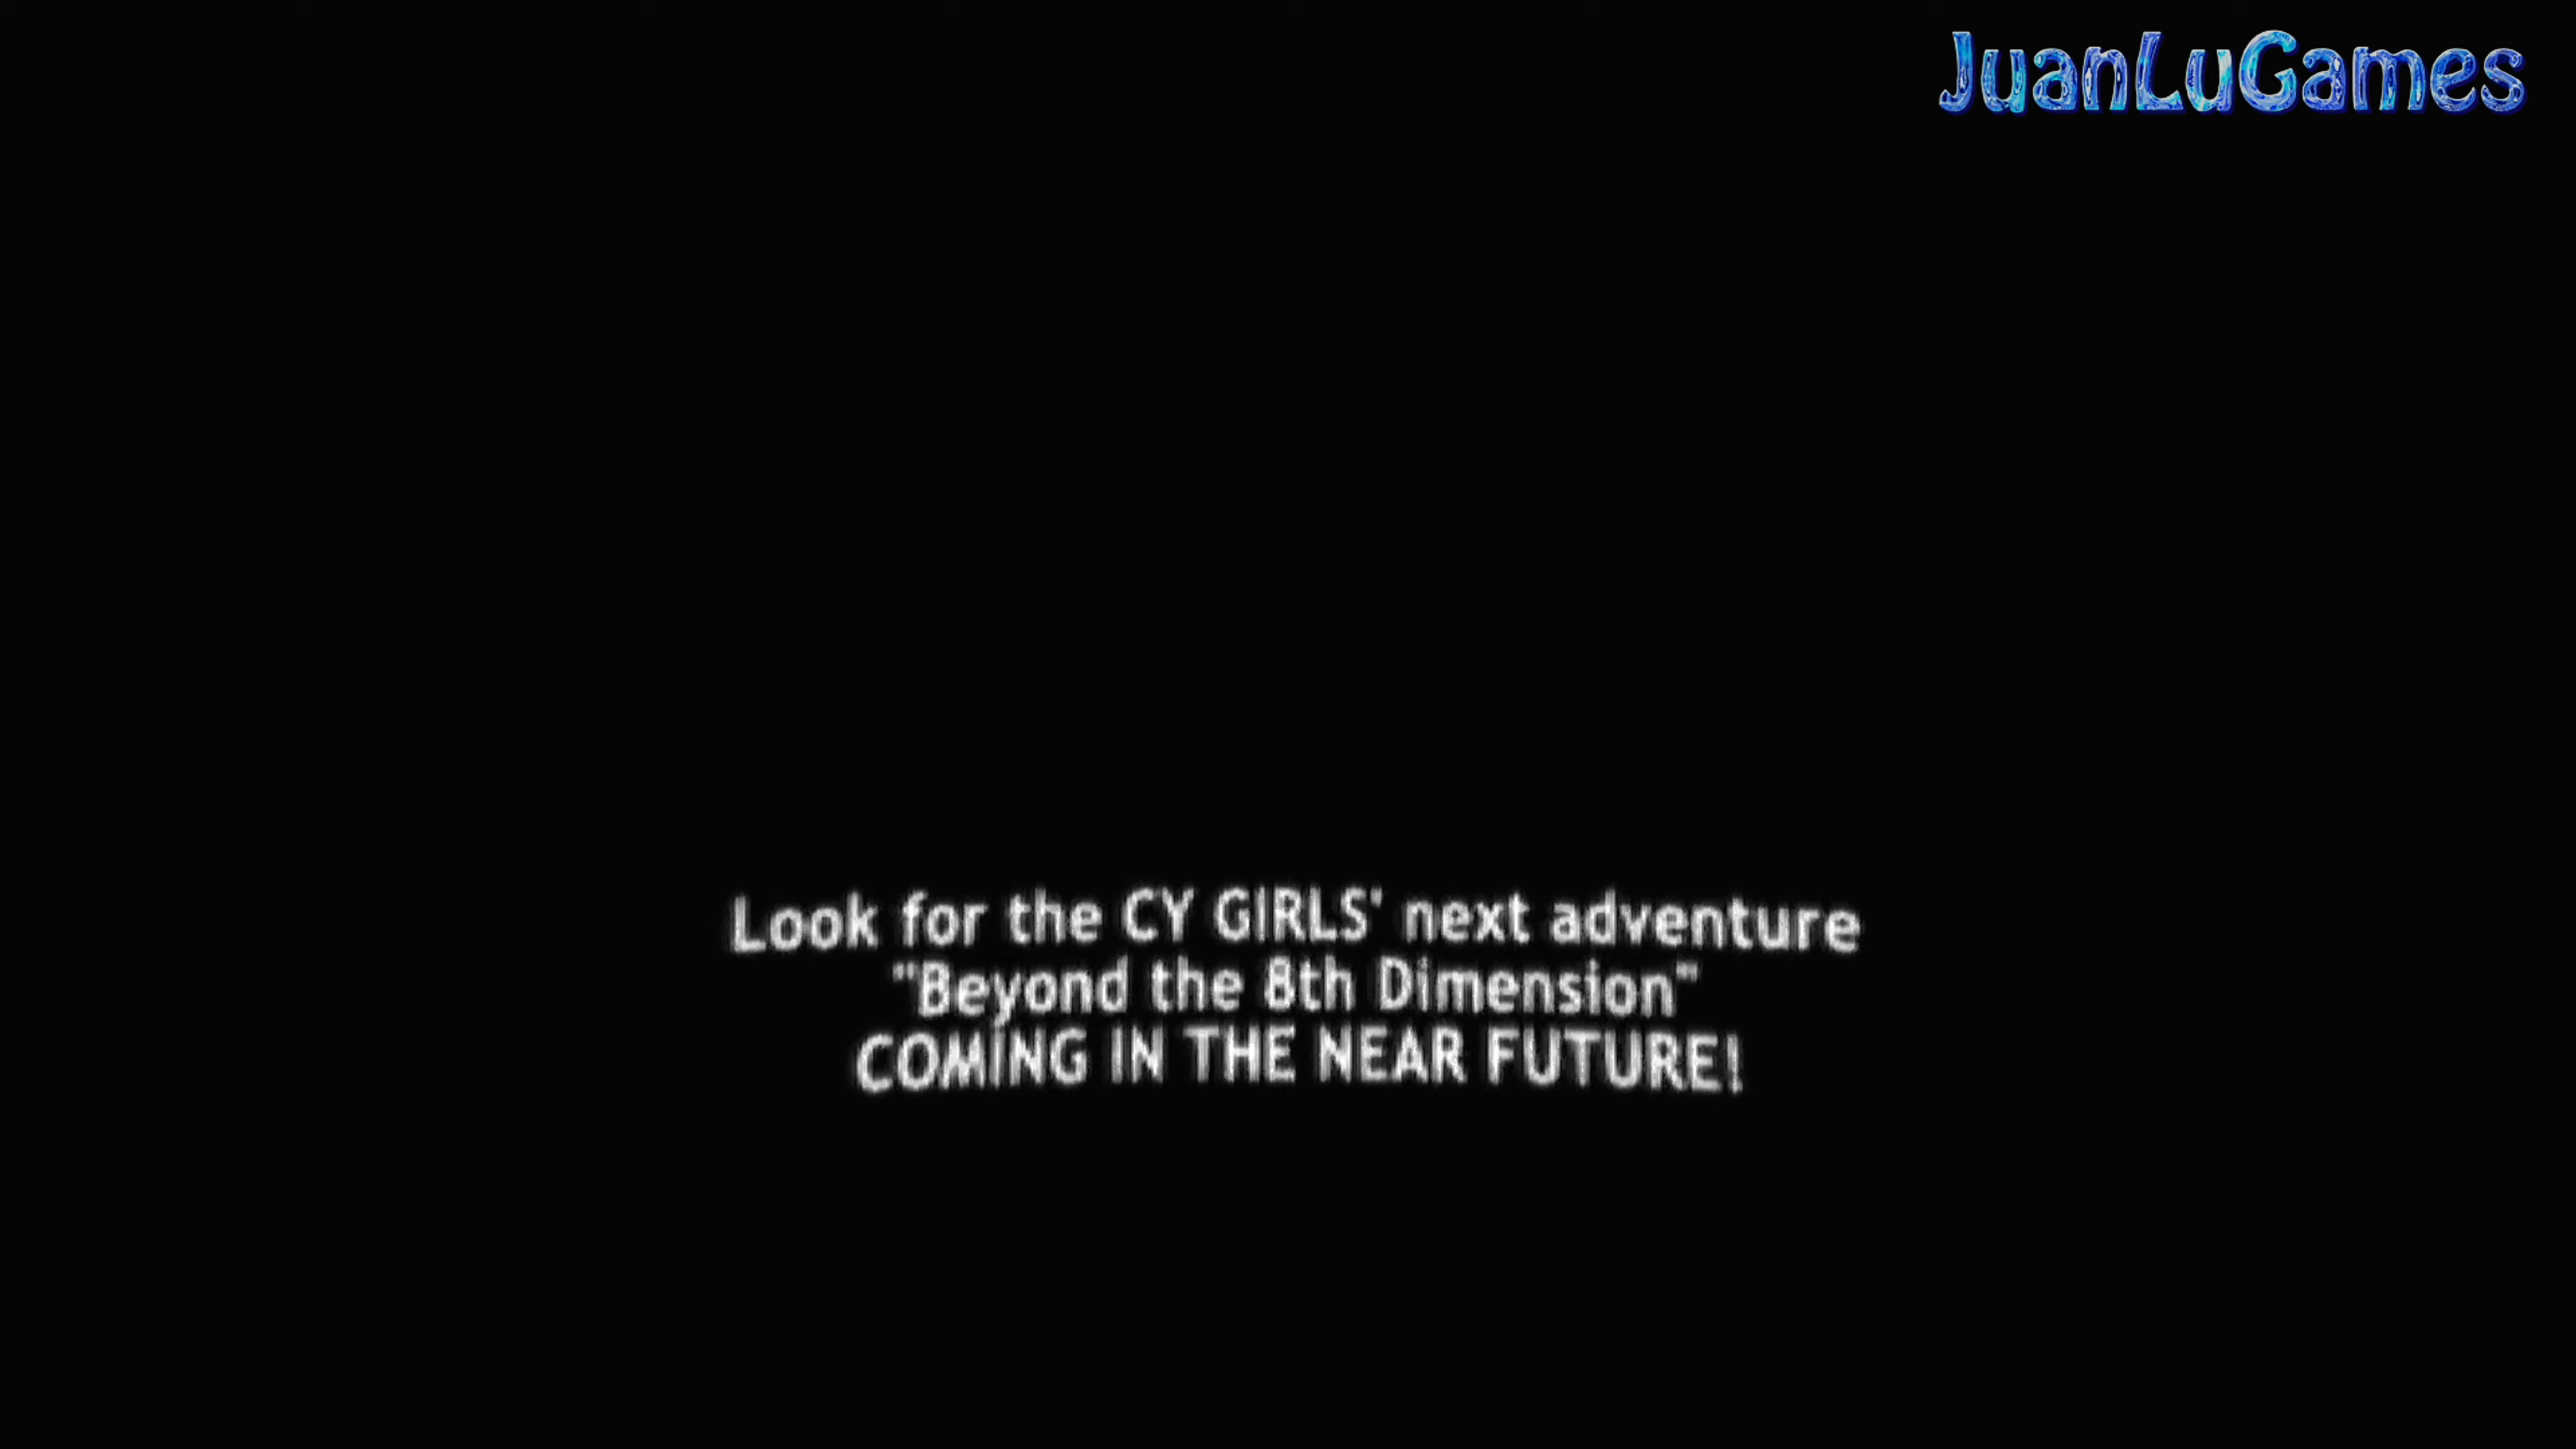 JuanLuGames
Look for the CY GIRLS' next adventure
"Beyond the 8th Dimension"
COMING IN THE NEAR FUTURE!